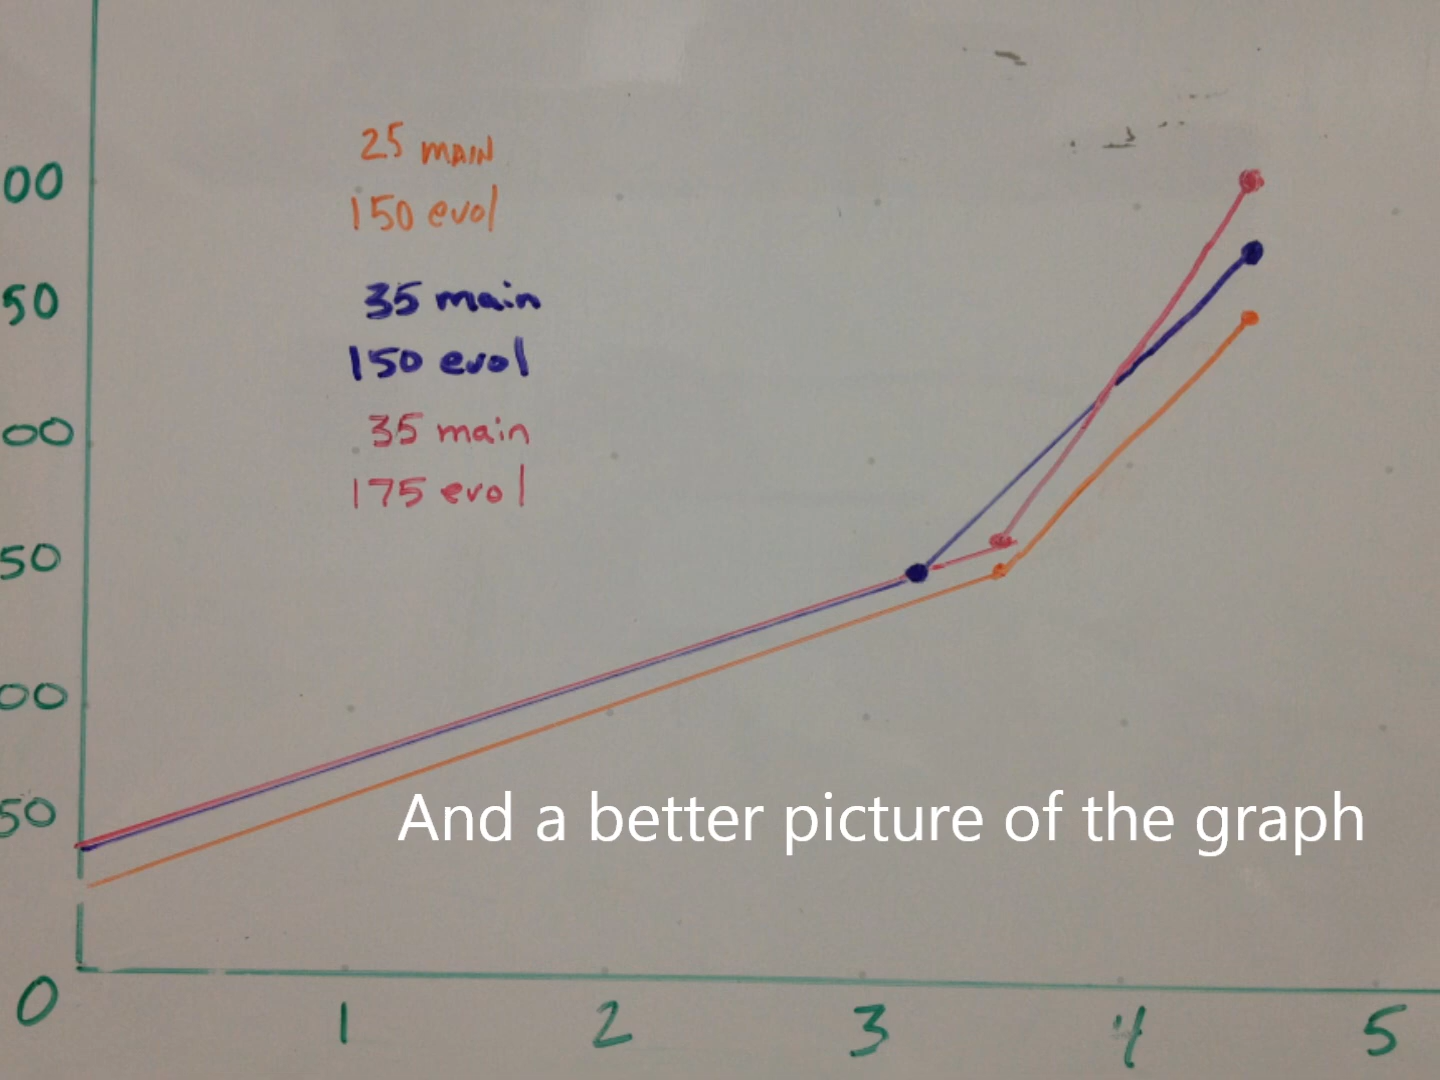 25 MAIN
150 evol
35 main
150 evol
35 main
175 evol
00
50
00
50
00
50
0
1 2 3 4 5
And a better picture of the graph